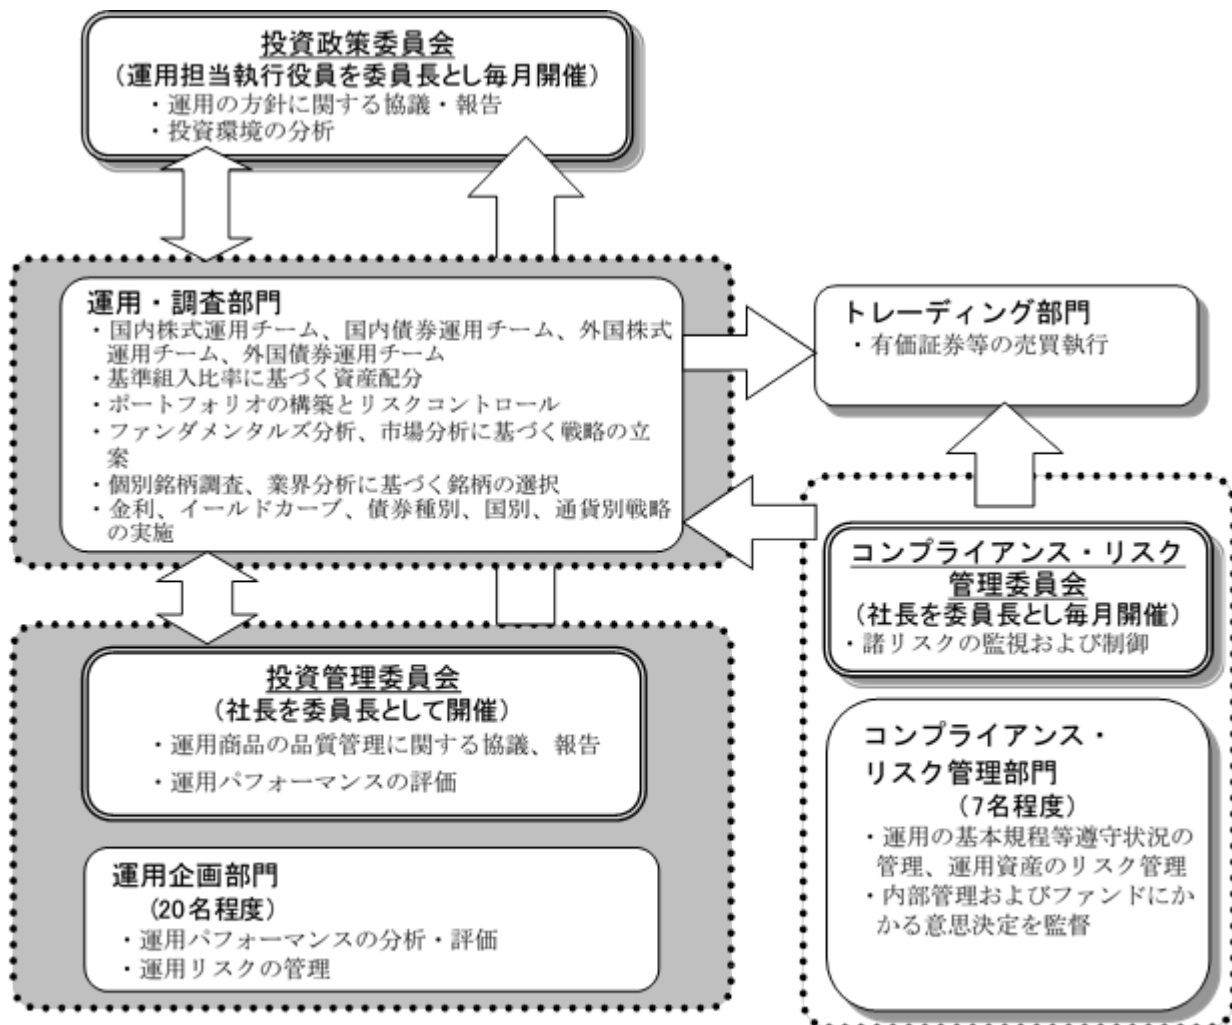 投資政策委員会
(運用担当執行役員を委員長とし毎月開催)
・運用の方針に関する協議・報告
・投資環境の分析
運用・調査部門
・国内株式運用チーム、国内債券運用チーム、外国株式
運用チーム、外国債券運用チーム
・基準組入比率に基づく資産配分
・ポートフォリオの構築とリスクコントロール
・ファンダメンタルズ分析、市場分析に基づく戦略の立
案
・個別銘柄調査、業界分析に基づく銘柄の選択
・金利、イールドカーブ、債券種別、国別、通貨別戦略
の実施
トレーディング部門
・有価証券等の売買執行
投資管理委員会
(社長を委員長として開催)
・運用商品の品質管理に関する協議、報告
・運用パフォーマンスの評価
運用企画部門
(20名程度)
・運用パフォーマンスの分析・評価
・運用リスクの管理
コンプライアンス・リスク
管理委員会
(社長を委員長とし毎月開催)
・諸リスクの監視および制御
コンプライアンス・
リスク管理部門
(7名程度)
・運用の基本規程等遵守状況の
管理、運用資産のリスク管理
・内部管理およびファンドにか
かる意思決定を監督